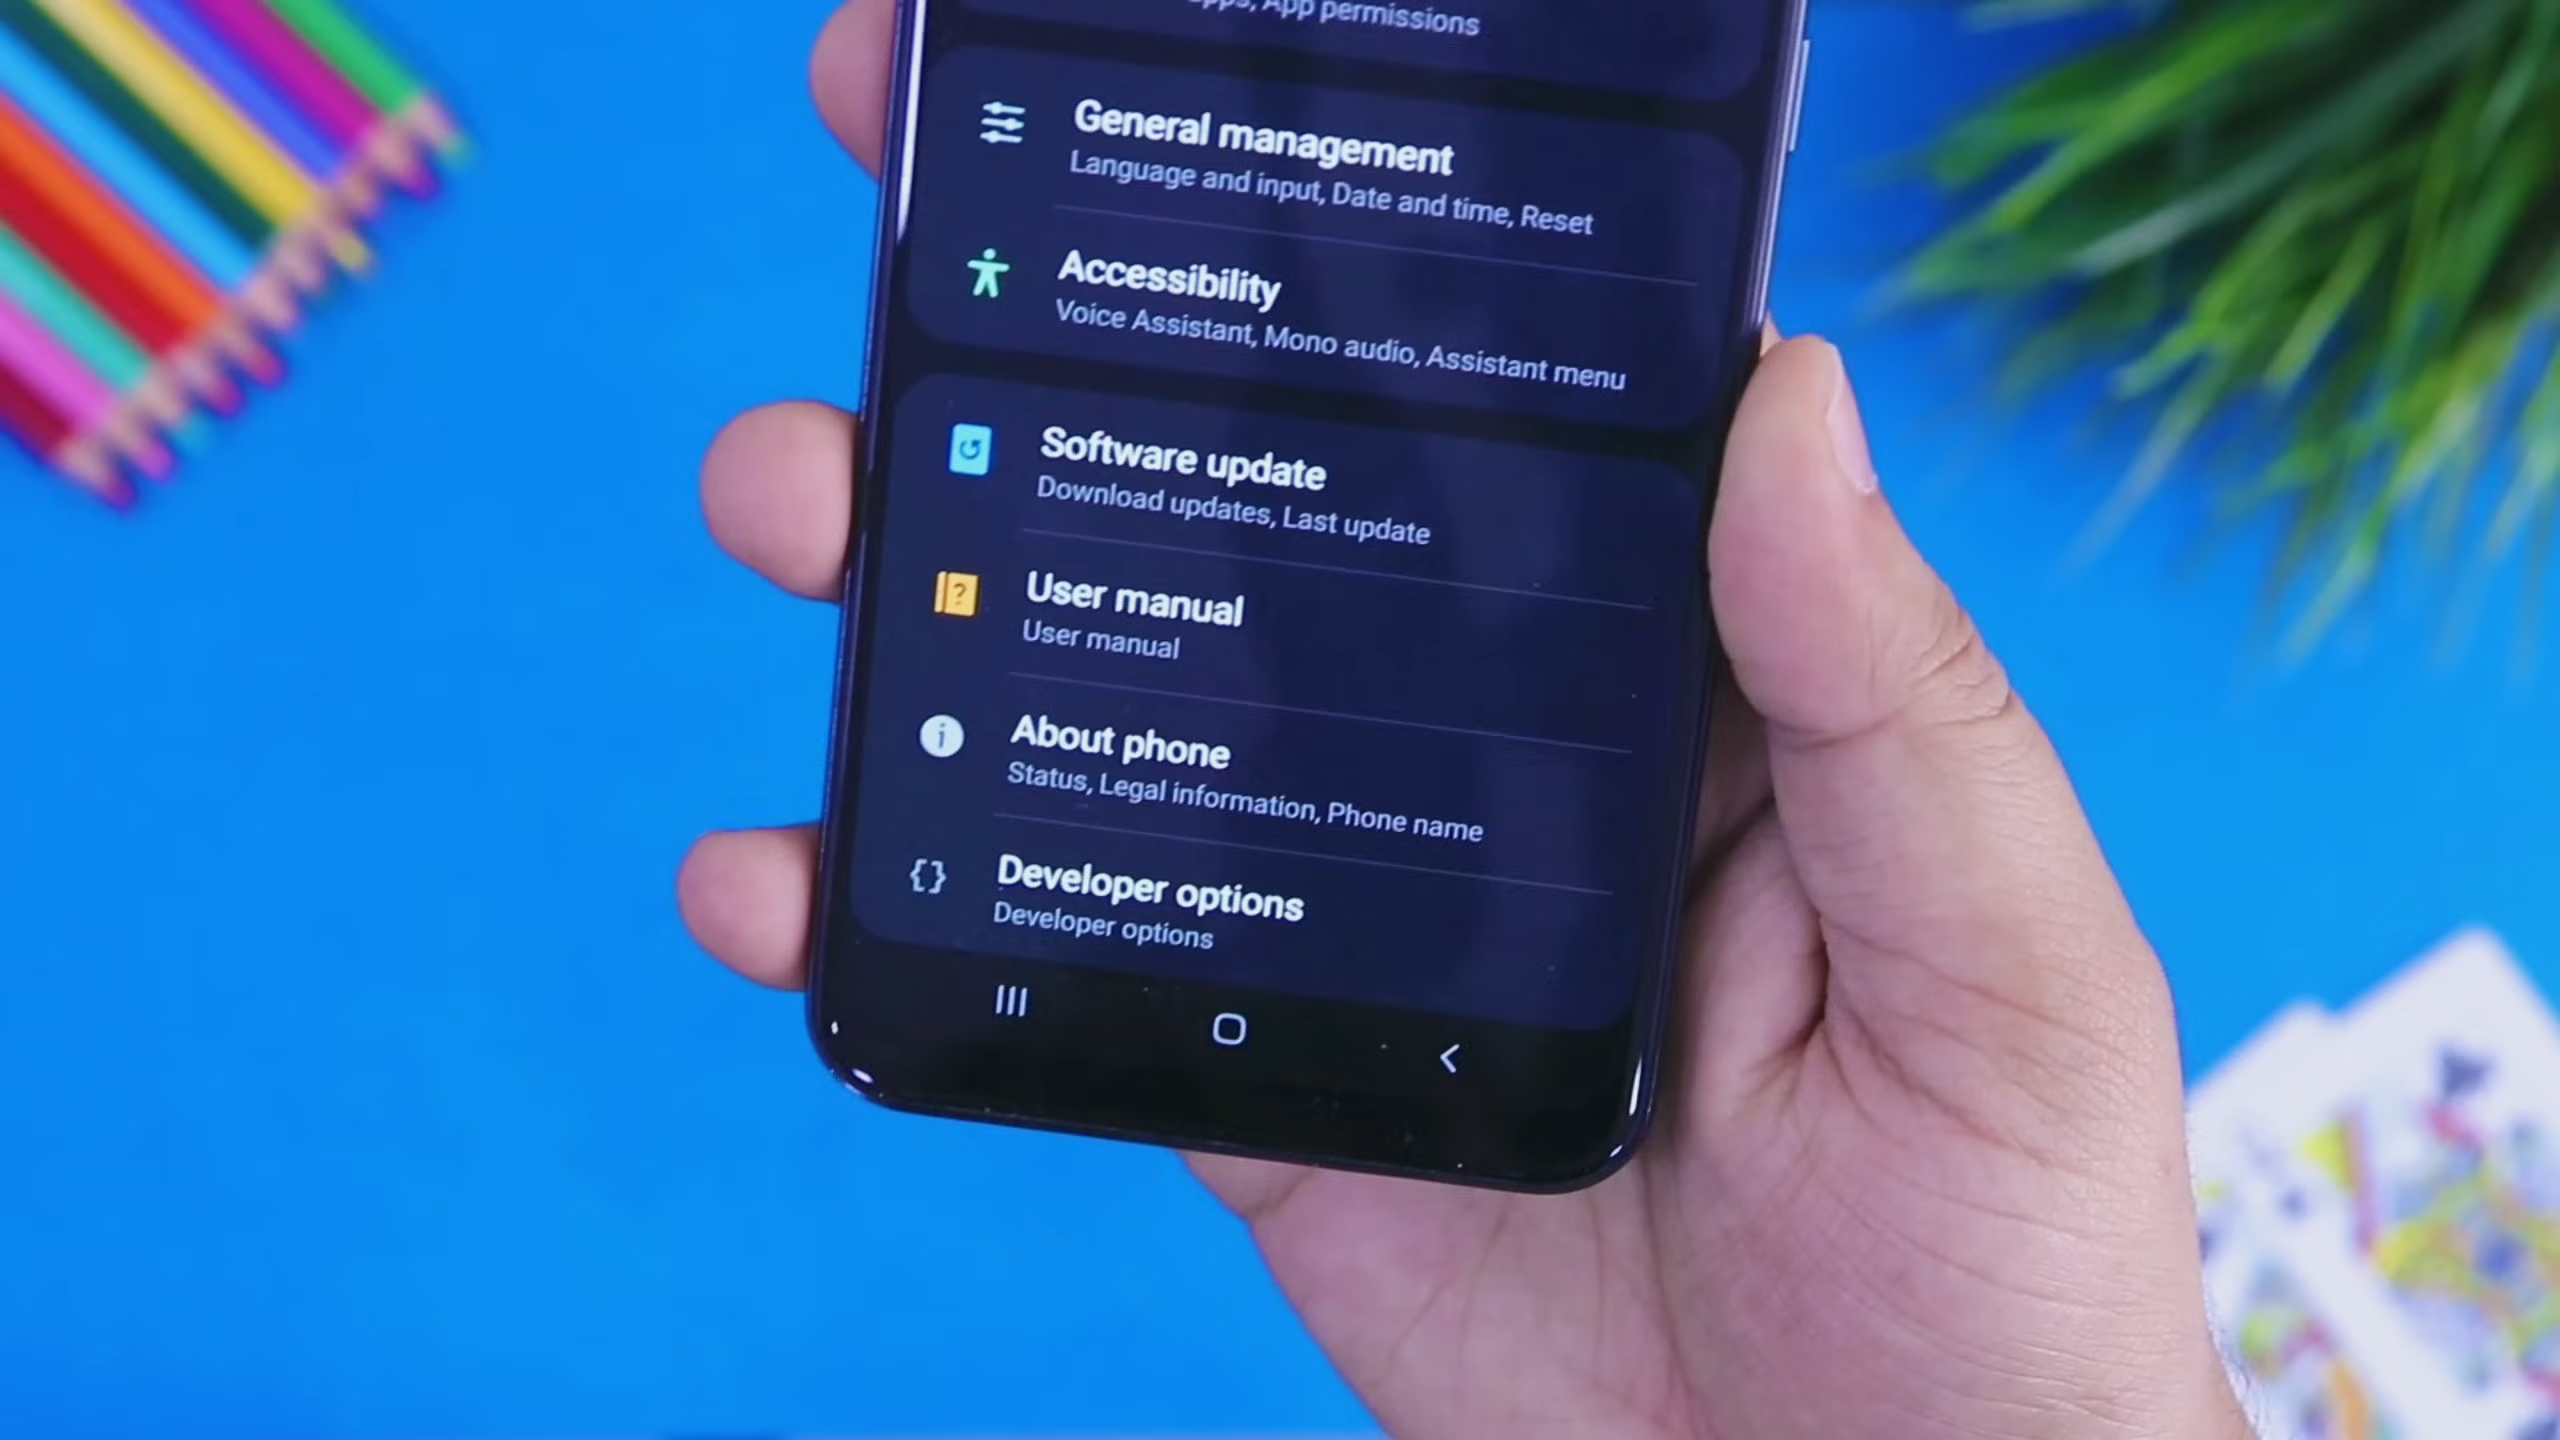 apps, App permissions
General management
Language and input, Date and time, Reset
Accessibility
Voice Assistant, Mono audio, Assistant menu
Software update
Download updates, Last update
User manual
User manual
About phone
Status, Legal information, Phone name
Developer options
Developer options